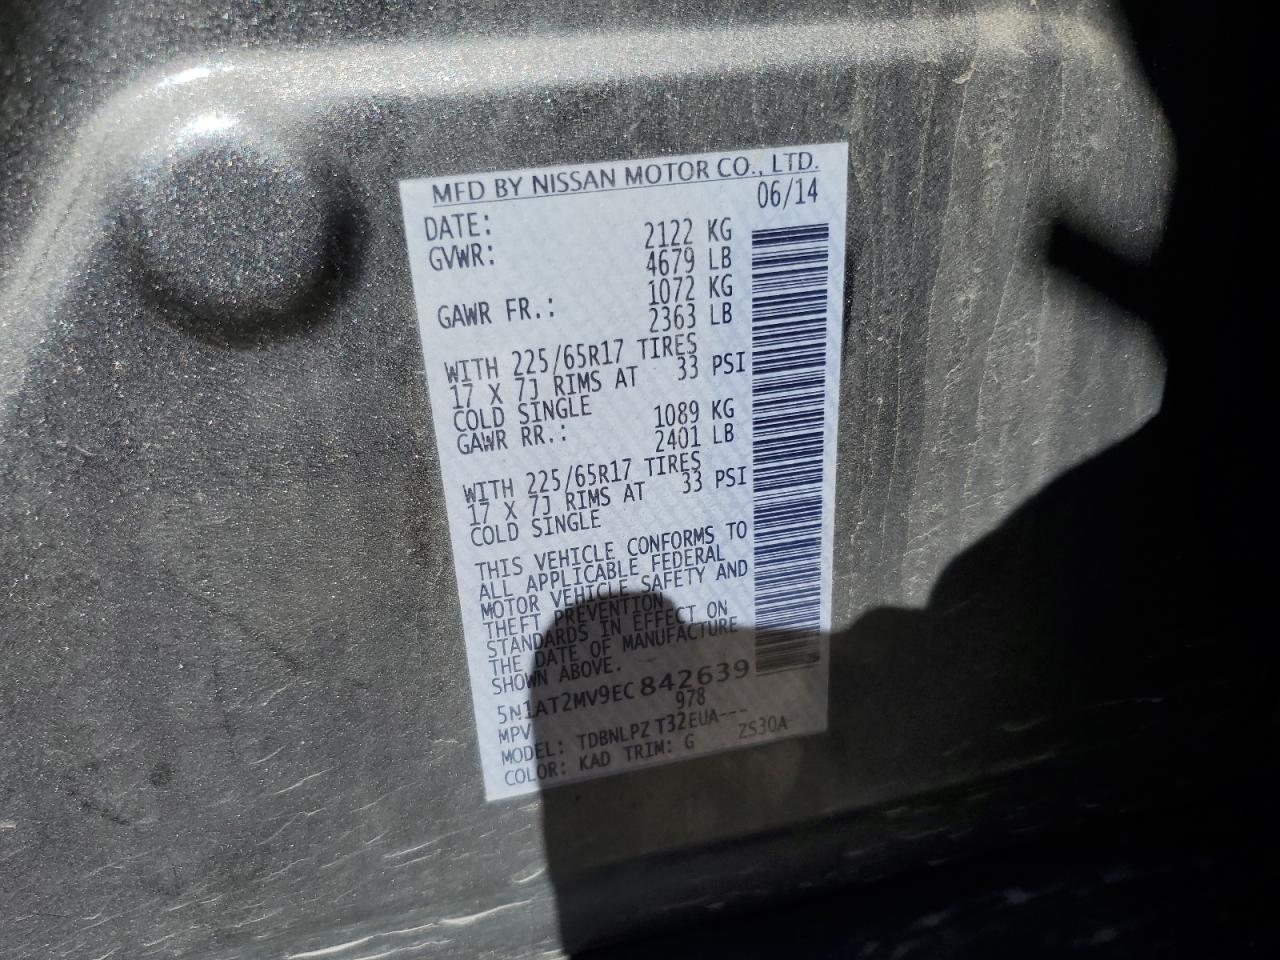 MFD BY NISSAN MOTOR CO., LTD.
DATE: 06/14
GVWR: 2122 KG
4679 LB
GAWR FR.: 1072 KG
2363 LB
WITH 225/65R17 TIRES
17 X 7J RIMS AT 33 PSI
COLD SINGLE
GAWR RR.: 1089 KG
2401 LB
WITH 225/65R17 TIRES
17 X 7J RIMS AT 33 PSI
COLD SINGLE
THIS VEHICLE CONFORMS TO
ALL APPLICABLE FEDERAL
MOTOR VEHICLE SAFETY AND
THEFT PREVENTION
STANDARDS IN EFFECT ON
THE DATE OF MANUFACTURE
SHOWN ABOVE.
5N1AT2MV9EC842639
MPV 978
MODEL: TDBNLPZ T32EUA---
COLOR: KAD TRIM: G ZS30A